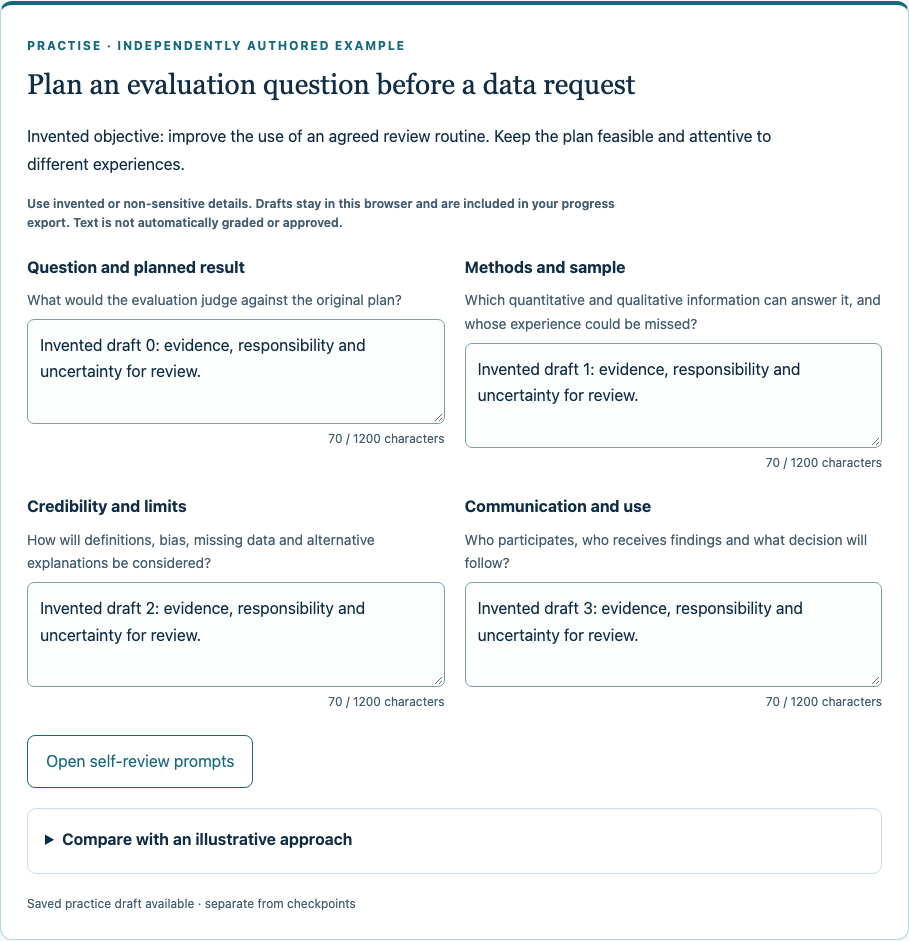 PRACTISE · INDEPENDENTLY AUTHORED EXAMPLE
Plan an evaluation question before a data request
Invented objective: improve the use of an agreed review routine. Keep the plan feasible and attentive to
different experiences.
Use invented or non-sensitive details. Drafts stay in this browser and are included in your progress
export. Text is not automatically graded or approved.
Question and planned result
What would the evaluation judge against the original plan?
Invented draft 0: evidence, responsibility and
uncertainty for review.
70 / 1200 characters
Methods and sample
Which quantitative and qualitative information can answer it, and
whose experience could be missed?
Invented draft 1: evidence, responsibility and
uncertainty for review.
70 / 1200 characters
Credibility and limits
How will definitions, bias, missing data and alternative
explanations be considered?
Invented draft 2: evidence, responsibility and
uncertainty for review.
70 / 1200 characters
Communication and use
Who participates, who receives findings and what decision will
follow?
Invented draft 3: evidence, responsibility and
uncertainty for review.
70 / 1200 characters
Open self-review prompts
Compare with an illustrative approach
Saved practice draft available · separate from checkpoints